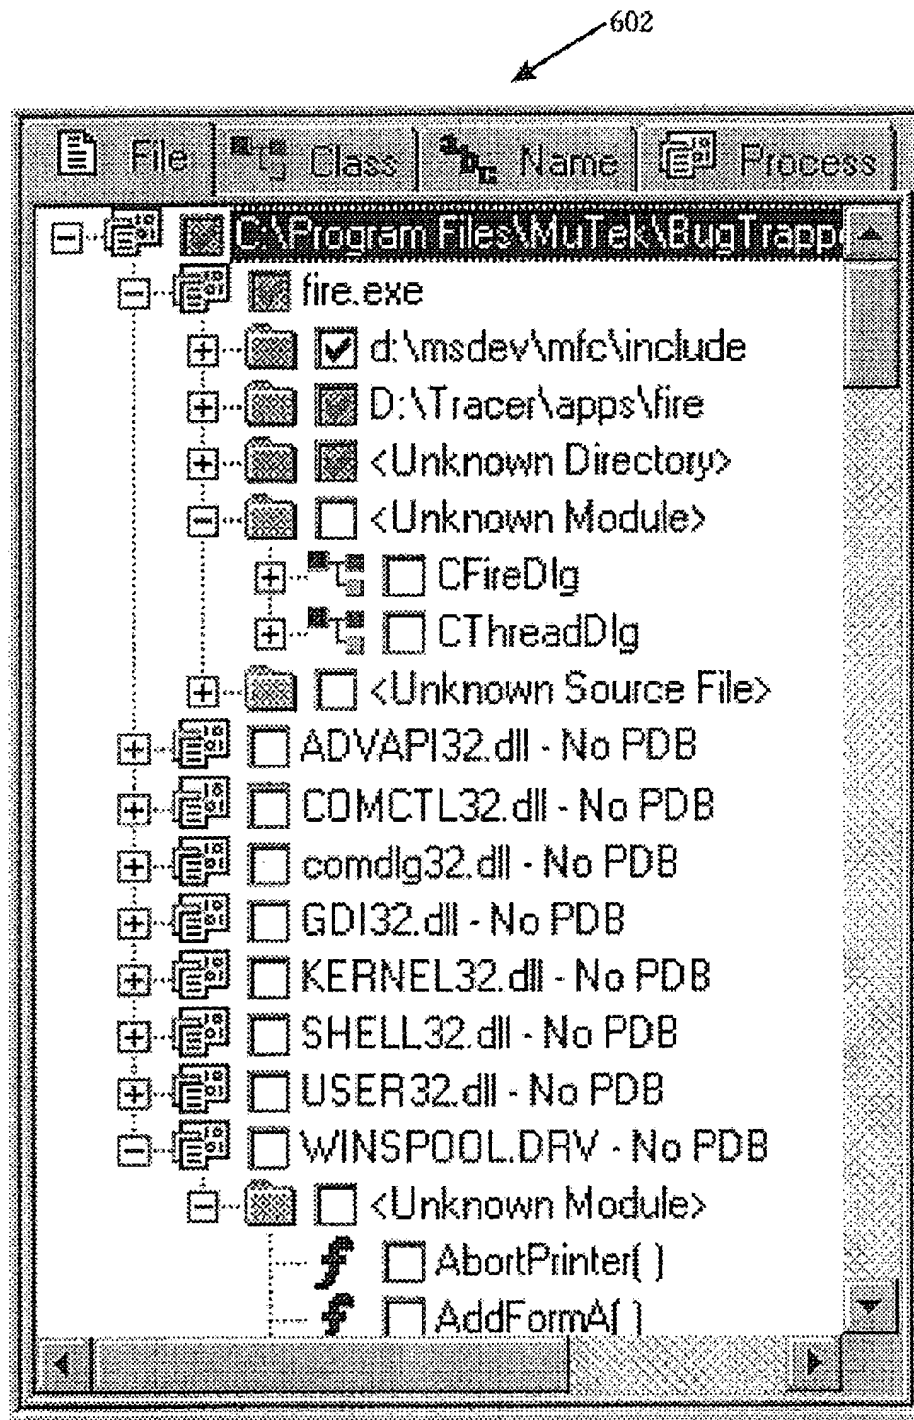 602
File Class Name Process
C:\Program Files\MuTek\BugTrappe
fire.exe
d:\msdev\mfc\include
D:\Tracer\apps\fire
<Unknown Directory>
<Unknown Module>
CFireDlg
CThreadDlg
<Unknown Source File>
ADVAPI32.dll - No PDB
COMCTL32.dll - No PDB
comdlg32.dll - No PDB
GDI32.dll - No PDB
KERNEL32.dll - No PDB
SHELL32.dll - No PDB
USER32.dll - No PDB
WINSPOOL.DRV - No PDB
<Unknown Module>
AbortPrinter( )
AddFormA( )